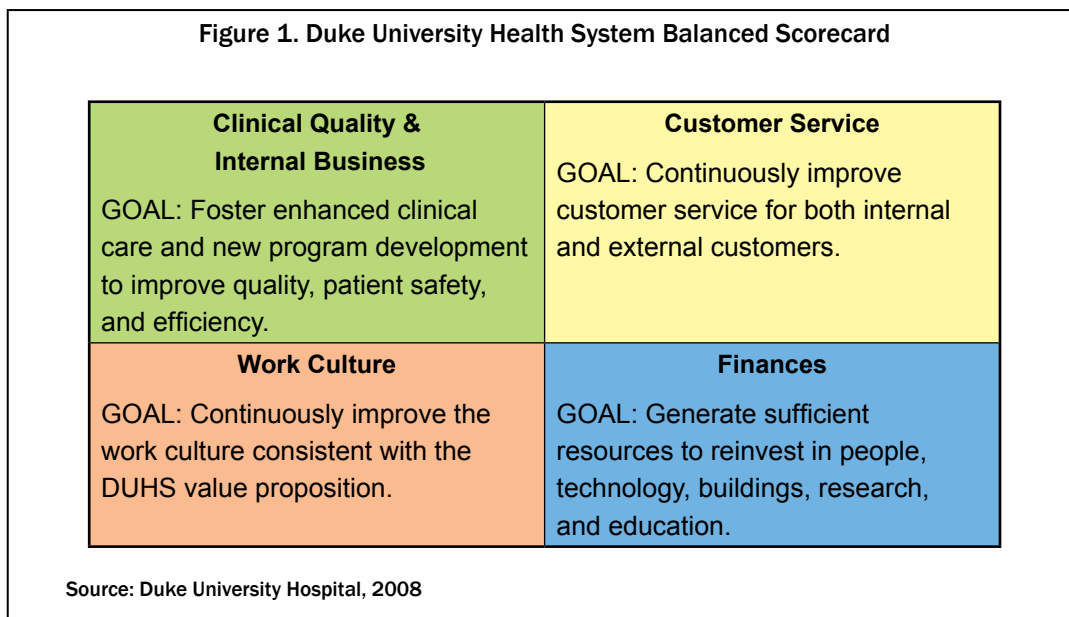 Figure 1. Duke University Health System Balanced Scorecard
Clinical Quality &
Internal Business
GOAL: Foster enhanced clinical
care and new program development
to improve quality, patient safety,
and efficiency.
Customer Service
GOAL: Continuously improve
customer service for both internal
and external customers.
Work Culture
GOAL: Continuously improve the
work culture consistent with the
DUHS value proposition.
Finances
GOAL: Generate sufficient
resources to reinvest in people,
technology, buildings, research,
and education.
Source: Duke University Hospital, 2008